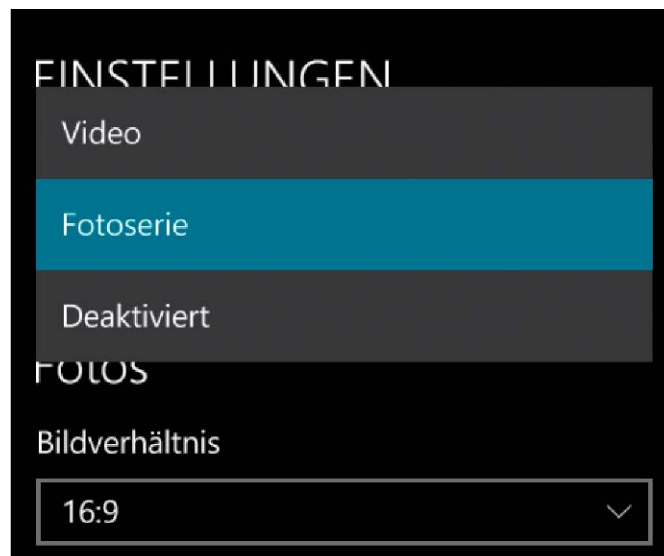 EINSTELLUNGEN
Video
Fotoserie
Deaktiviert
Fotos
Bildverhältnis
16:9